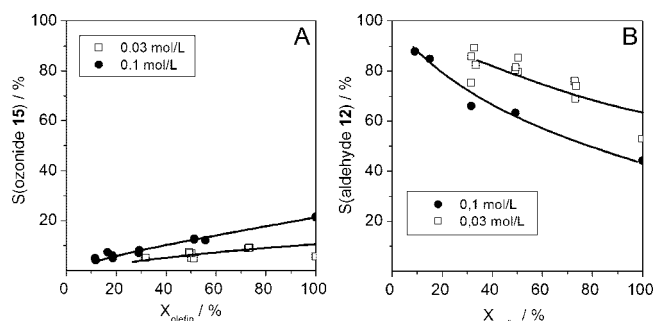 A
S(ozonide 15) / %
□ 0.03 mol/L
● 0.1 mol/L
100
80
60
40
20
0 20 40 60 80 100
X_olefin / %
B
S(aldehyde 12) / %
● 0,1 mol/L
□ 0,03 mol/L
100
80
60
40
20
0 20 40 60 80 100
X / %